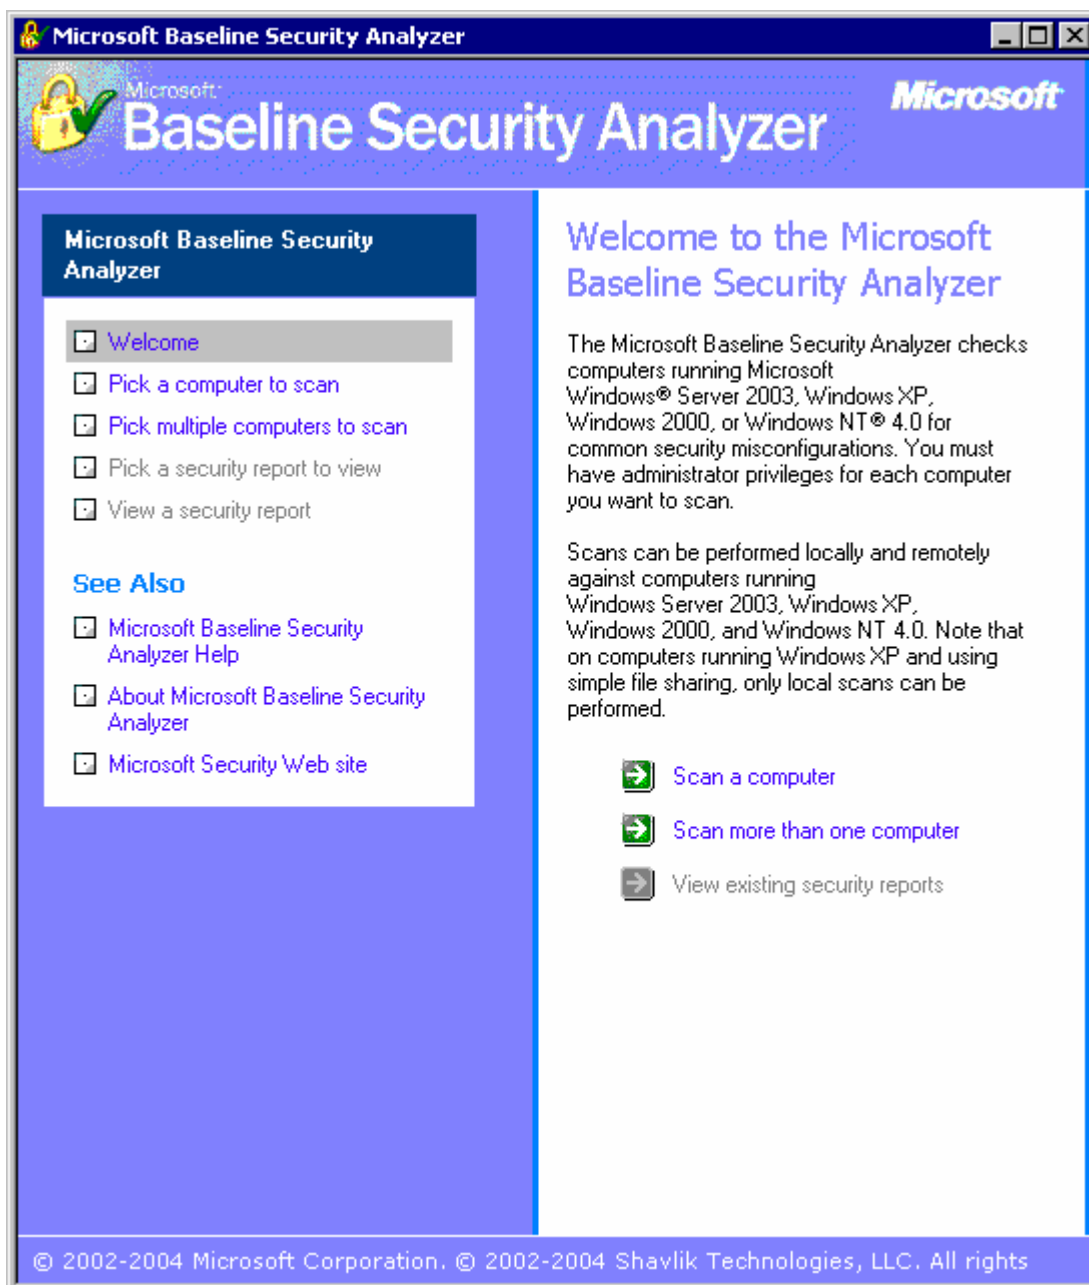 Microsoft Baseline Security Analyzer
Microsoft
Baseline Security Analyzer
Microsoft
Microsoft Baseline Security
Analyzer
Welcome
Pick a computer to scan
Pick multiple computers to scan
Pick a security report to view
View a security report
See Also
Microsoft Baseline Security
Analyzer Help
About Microsoft Baseline Security
Analyzer
Microsoft Security Web site
Welcome to the Microsoft
Baseline Security Analyzer
The Microsoft Baseline Security Analyzer checks
computers running Microsoft
Windows® Server 2003, Windows XP,
Windows 2000, or Windows NT® 4.0 for
common security misconfigurations. You must
have administrator privileges for each computer
you want to scan.
Scans can be performed locally and remotely
against computers running
Windows Server 2003, Windows XP,
Windows 2000, and Windows NT 4.0. Note that
on computers running Windows XP and using
simple file sharing, only local scans can be
performed.
Scan a computer
Scan more than one computer
View existing security reports
© 2002-2004 Microsoft Corporation. © 2002-2004 Shavlik Technologies, LLC. All rights